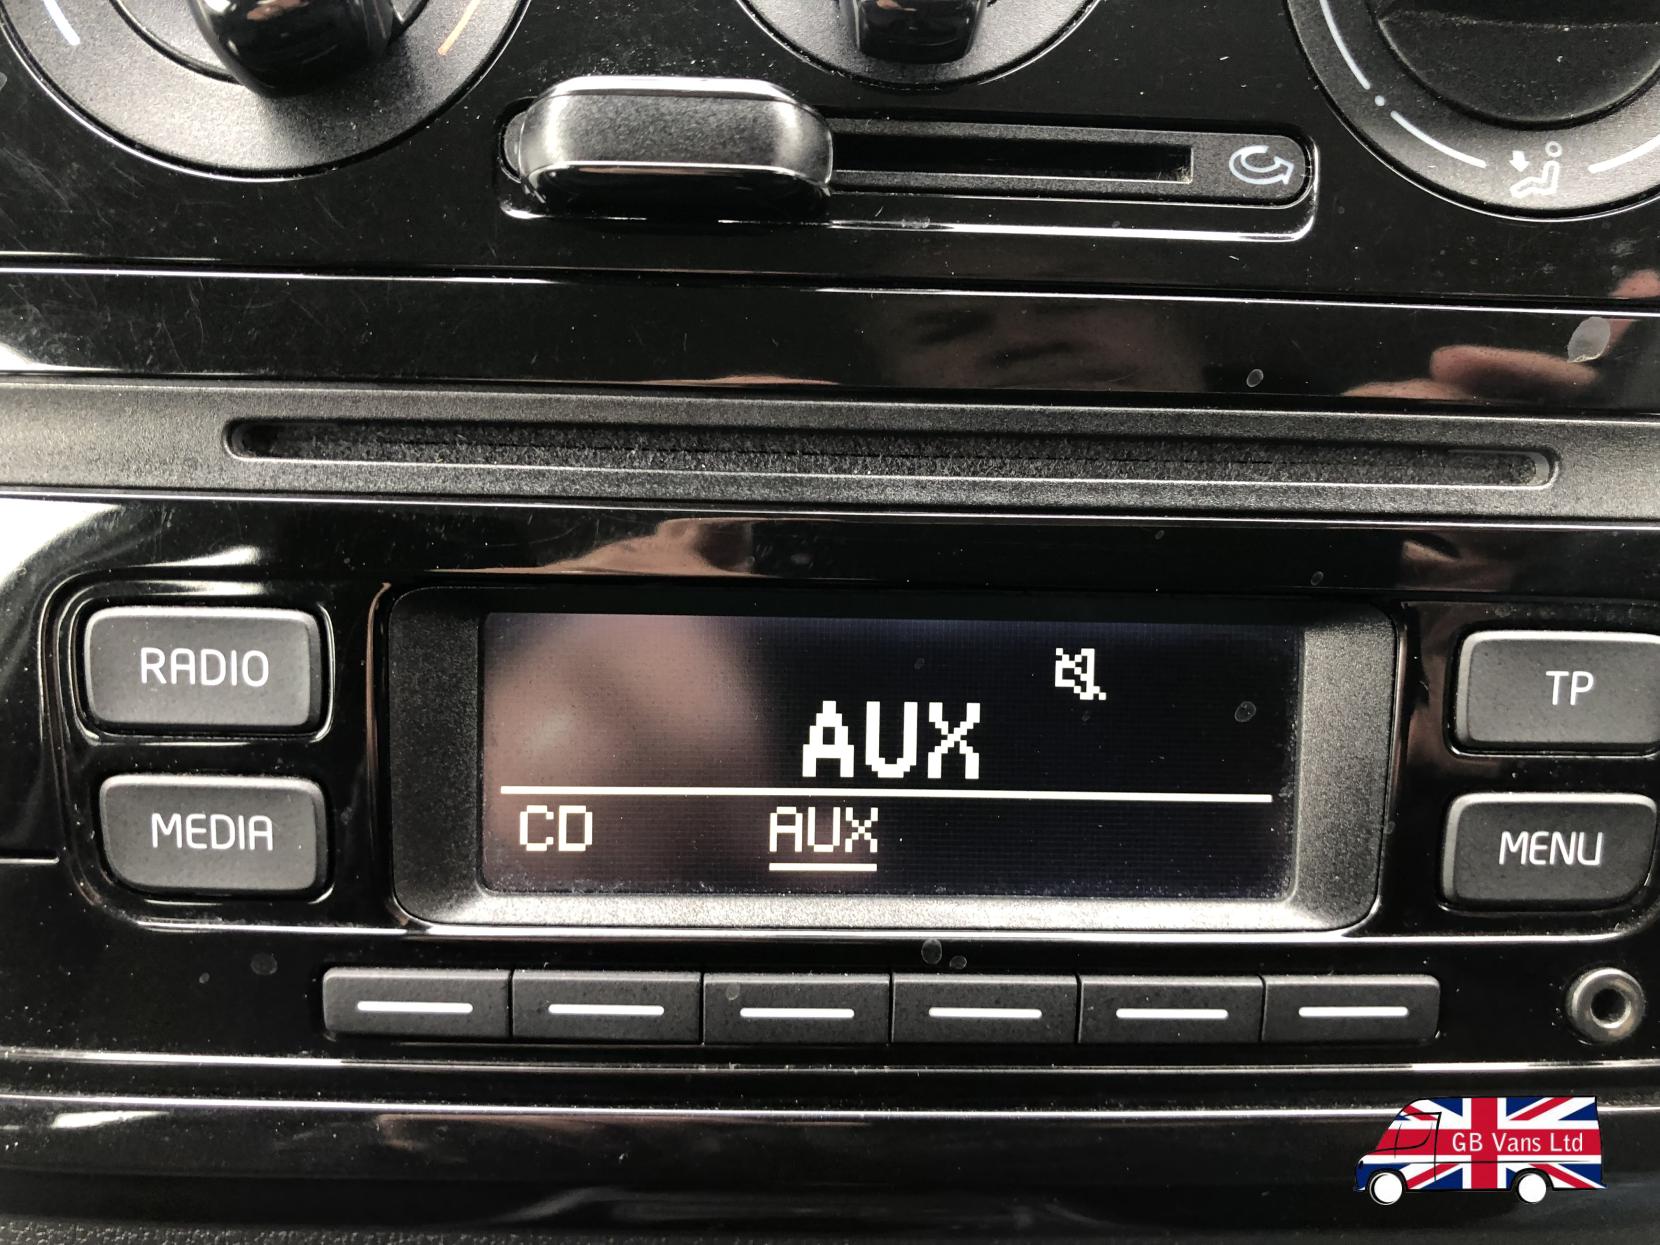 RADIO
TP
AUX
MEDIA
CD AUX
MENU
GB Vans Ltd